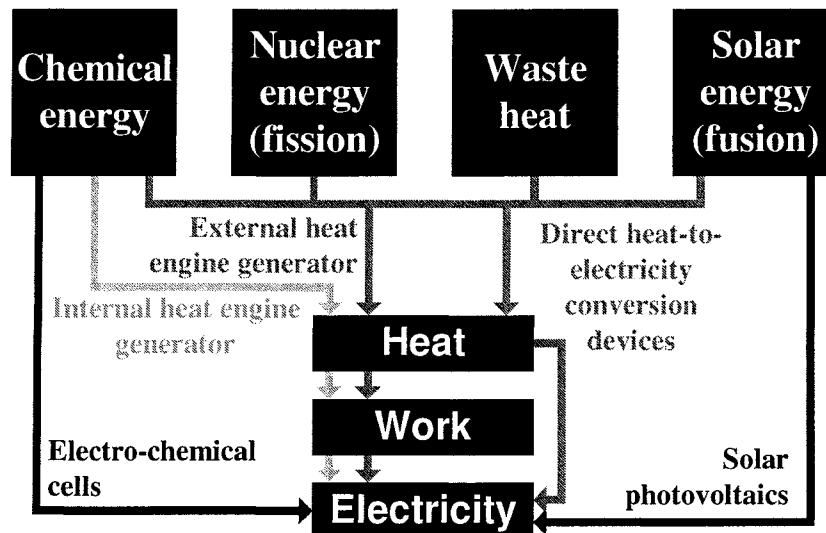 Chemical
energy
Nuclear
energy
(fission)
Waste
heat
Solar
energy
(fusion)
External heat
engine generator
Direct heat-to-
electricity
conversion
devices
Internal heat engine
generator
Heat
Work
Electro-chemical
cells
Solar
photovoltaics
Electricity